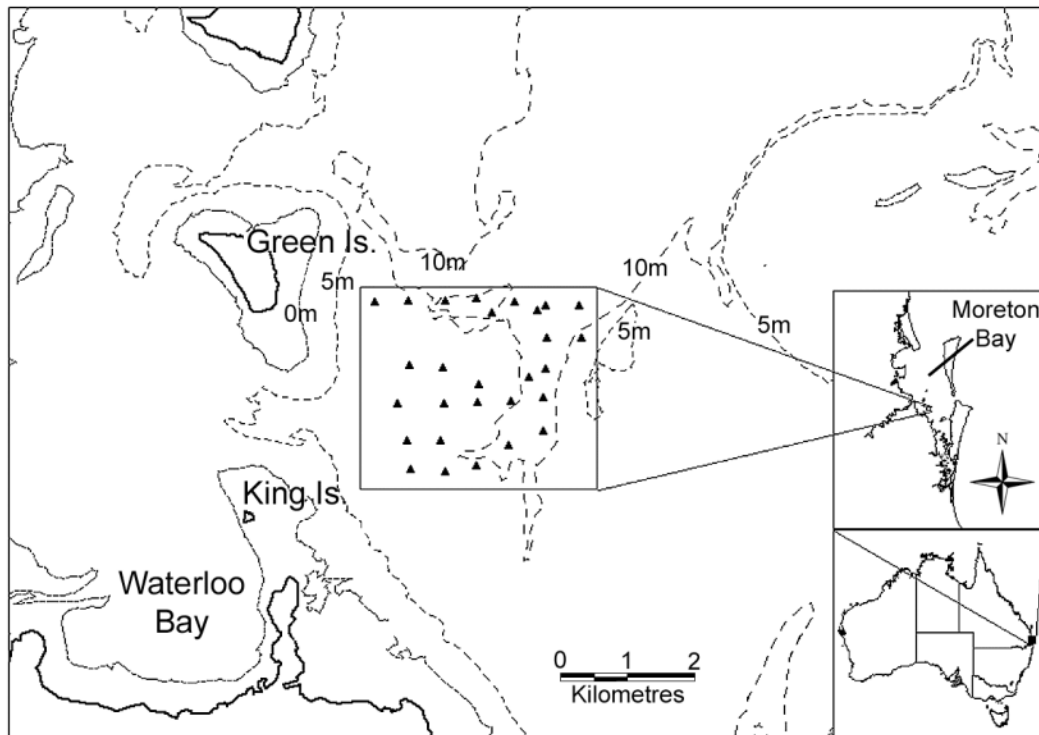 Green Is.
10m
5m
0m
10m
5m
5m
Moreton
Bay
N
King Is.
Waterloo
Bay
0 1 2
Kilometres